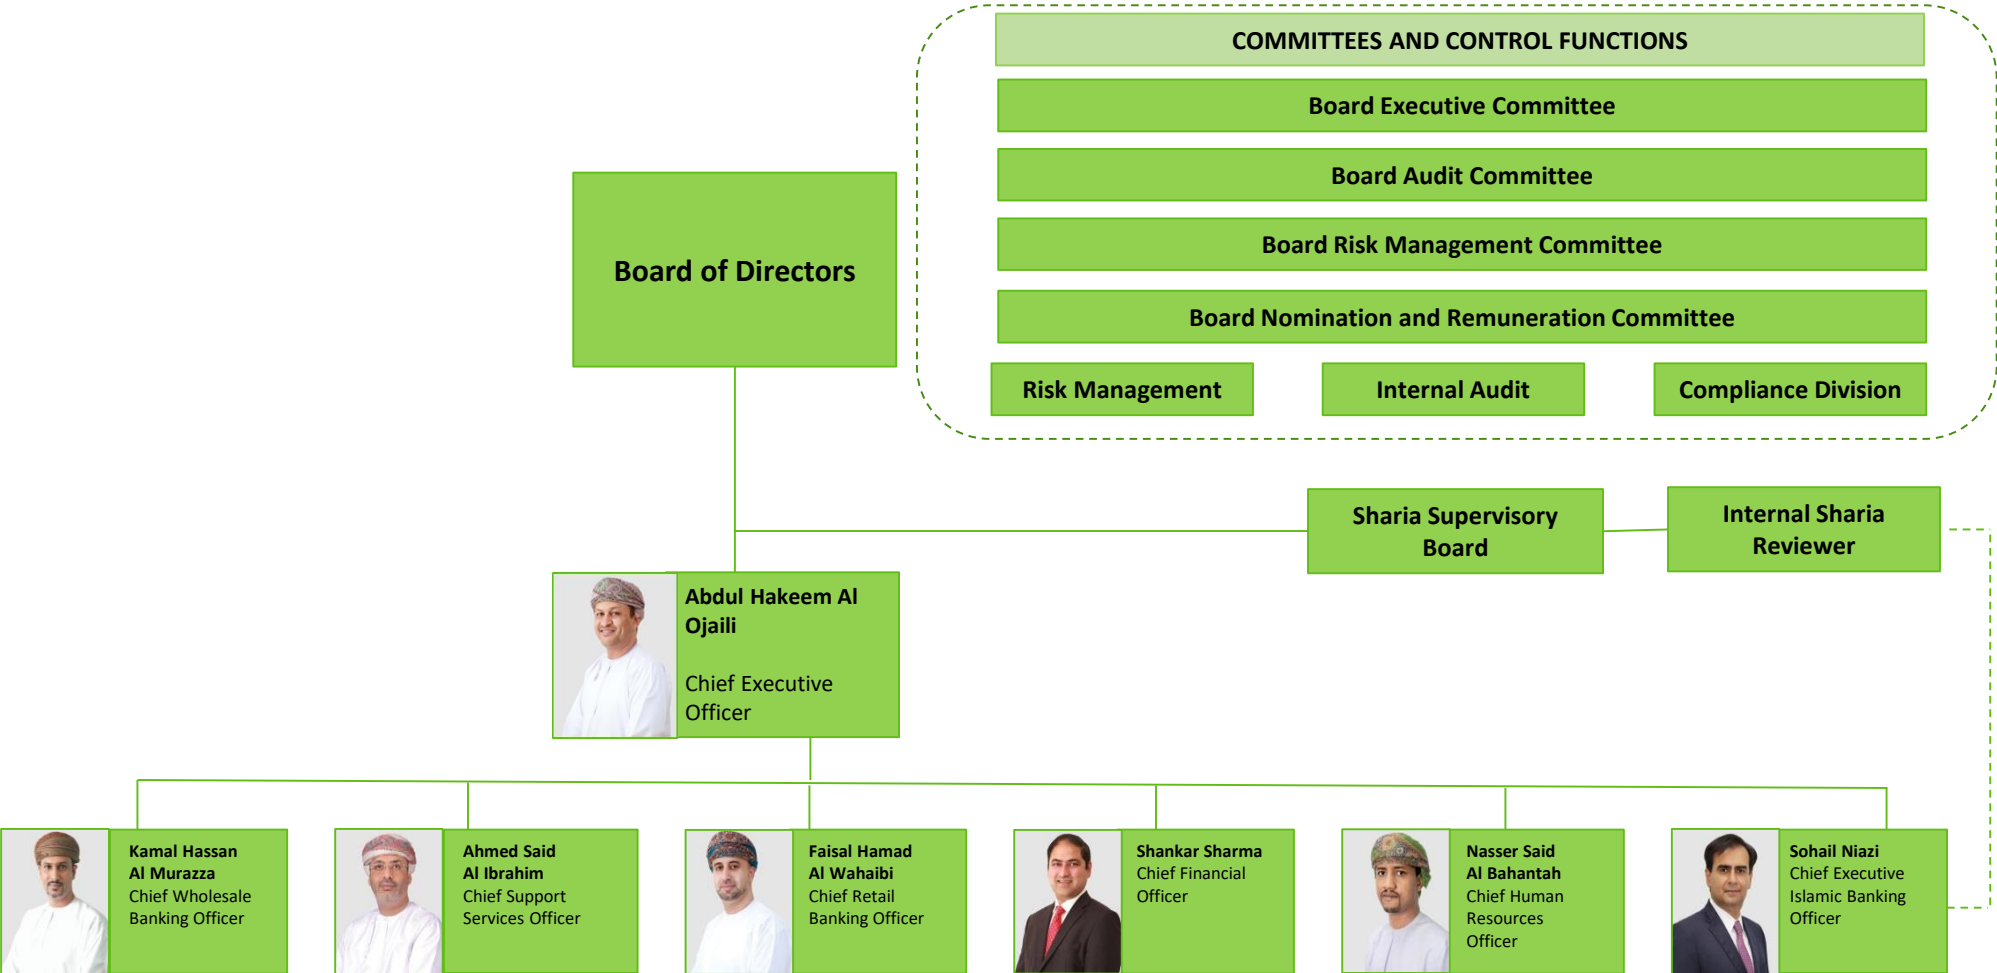 COMMITTEES AND CONTROL FUNCTIONS
Board Executive Committee
Board Audit Committee
Board Risk Management Committee
Board Nomination and Remuneration Committee
Risk Management
Internal Audit
Compliance Division
Board of Directors
Sharia Supervisory
Board
Internal Sharia
Reviewer
Abdul Hakeem Al
Ojaili
Chief Executive
Officer
Kamal Hassan
Al Murazza
Chief Wholesale
Banking Officer
Ahmed Said
Al Ibrahim
Chief Support
Services Officer
Faisal Hamad
Al Wahaibi
Chief Retail
Banking Officer
Shankar Sharma
Chief Financial
Officer
Nasser Said
Al Bahantah
Chief Human
Resources
Officer
Sohail Niazi
Chief Executive
Islamic Banking
Officer